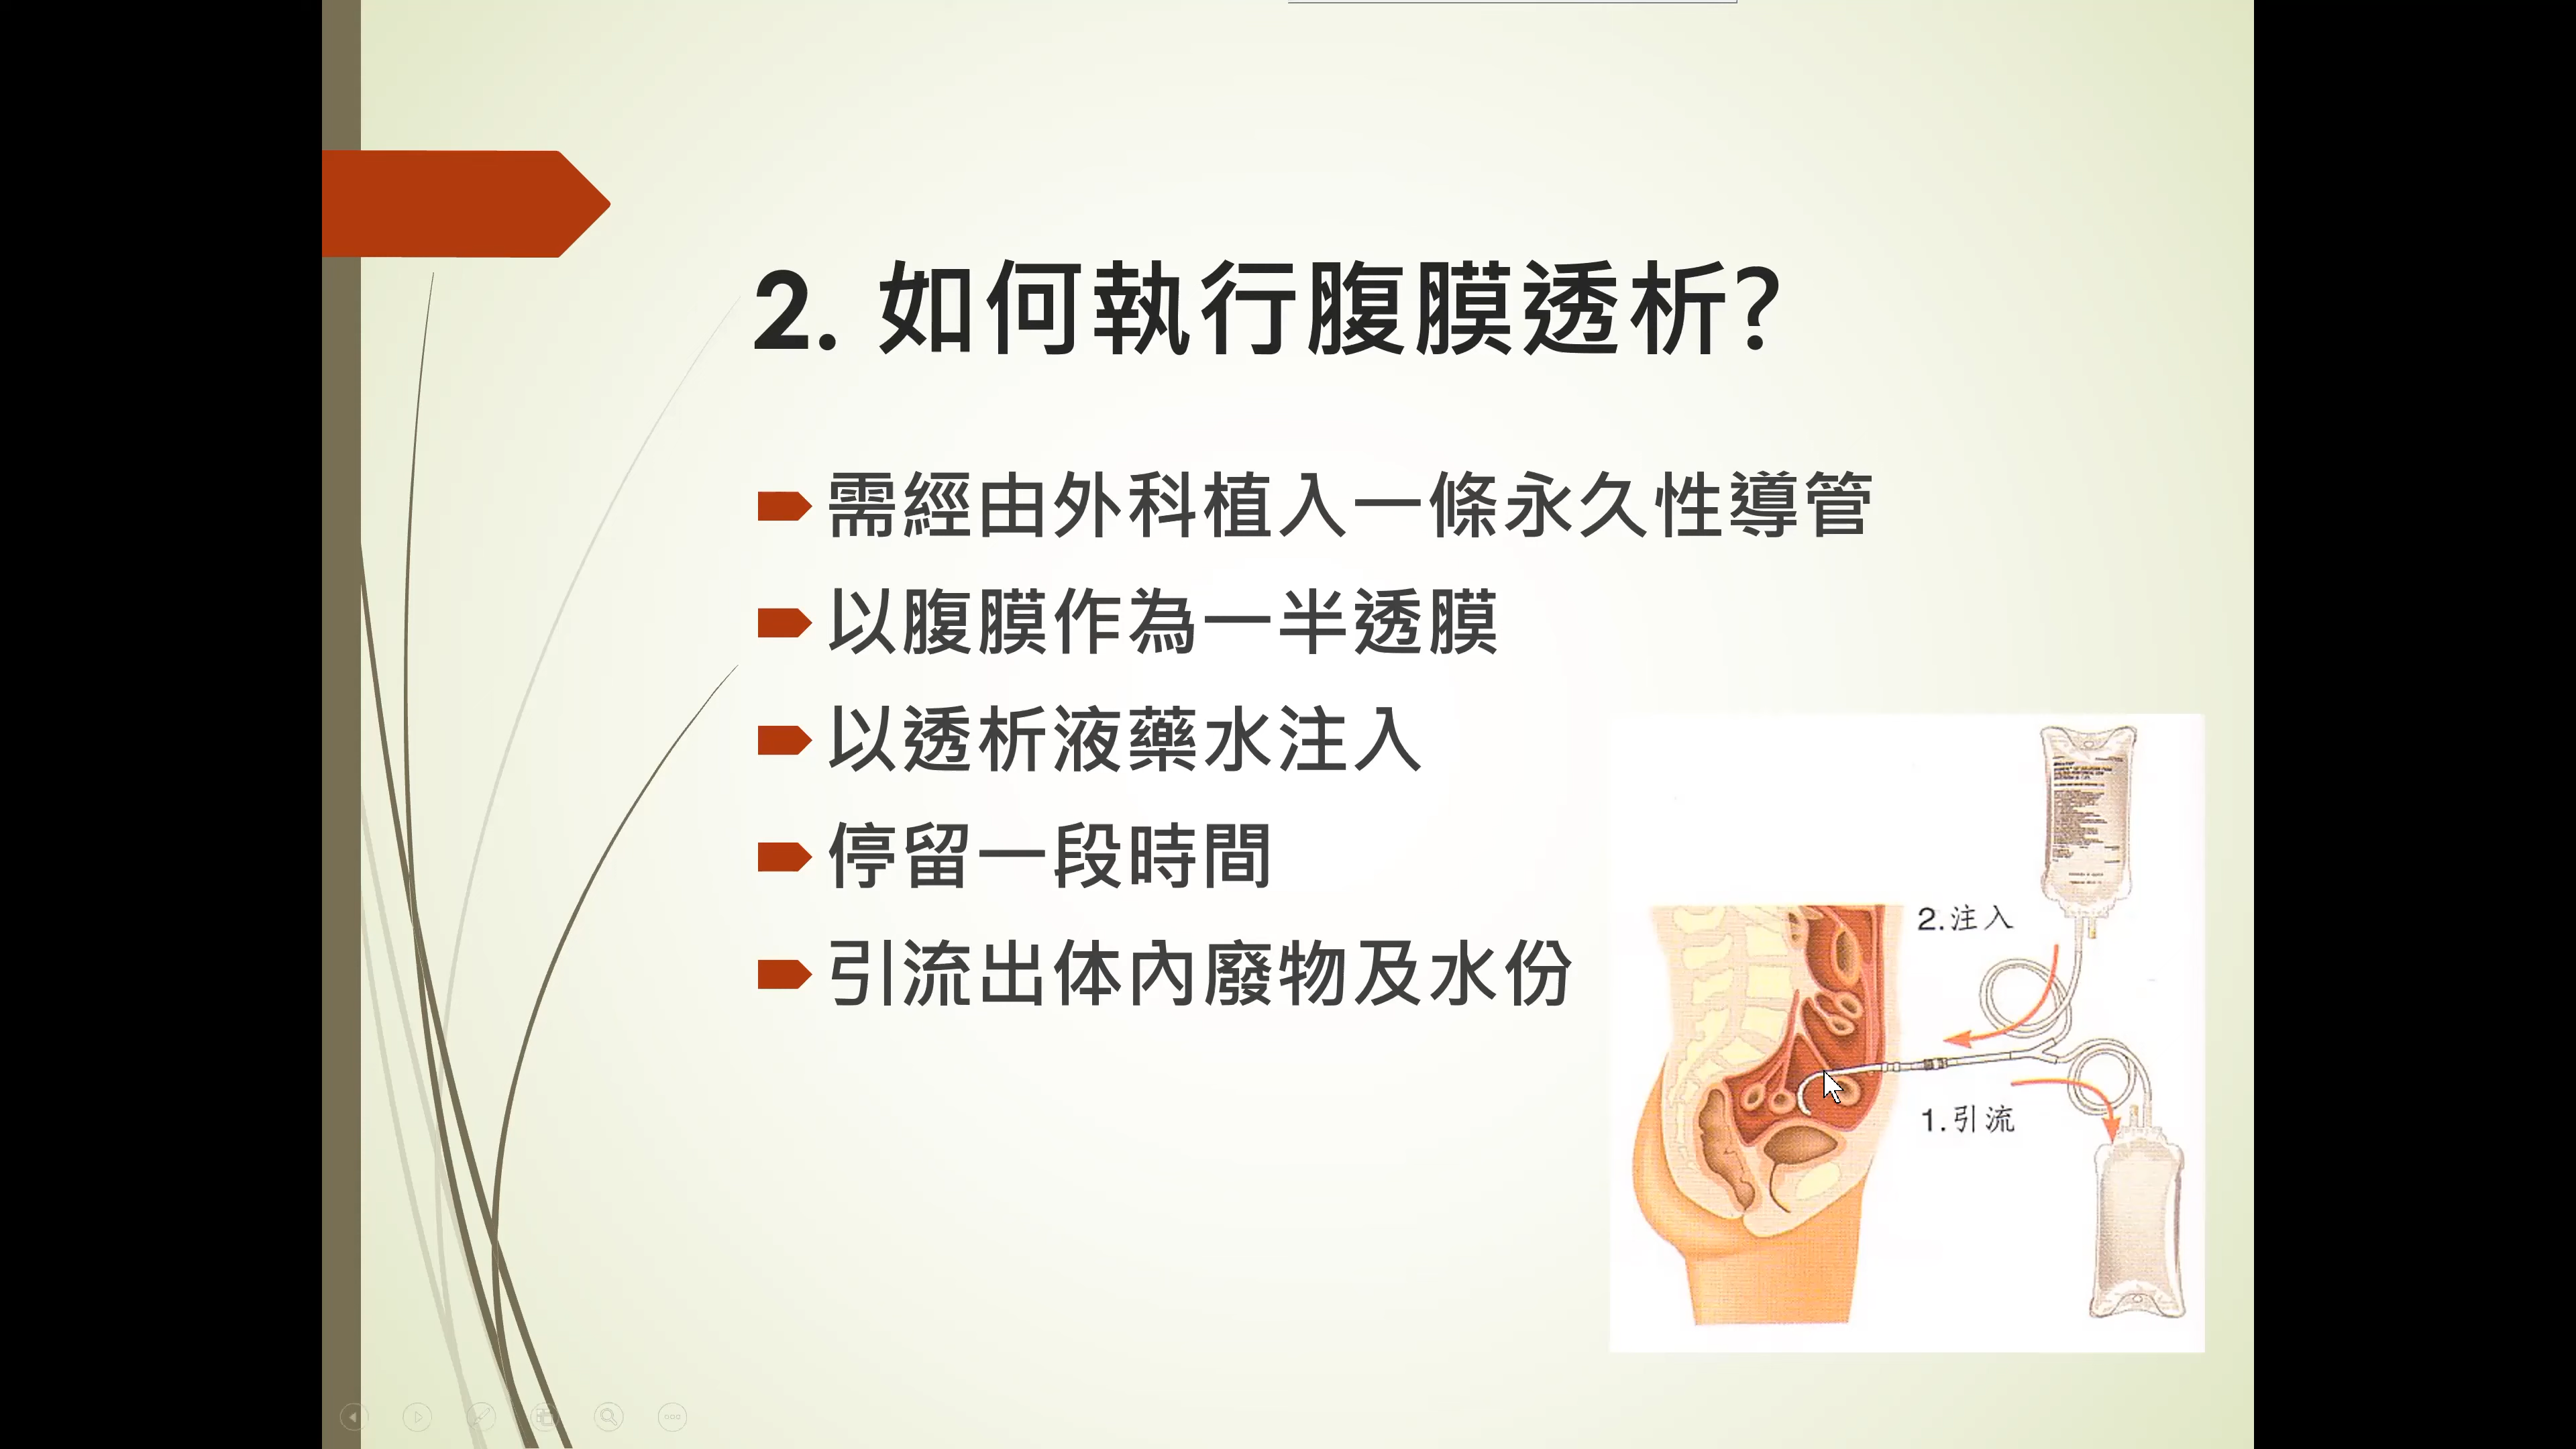 2. 如何執行腹膜透析?
需經由外科植入一條永久性導管
以腹膜作為一半透膜
以透析液藥水注入
停留一段時間
引流出体內廢物及水份
2.注入
1.引流